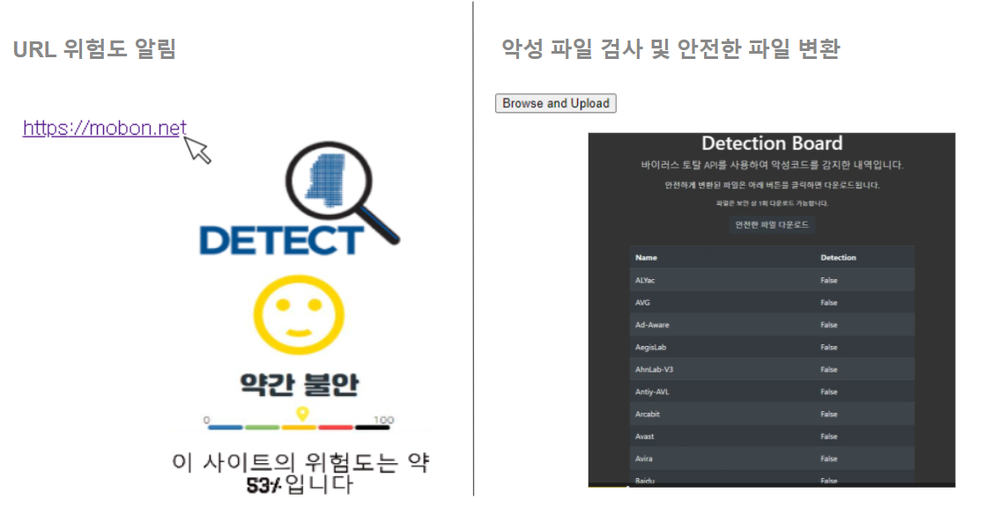 URL 위험도 알림
https://mobon.net
DETECT
약간 불안
0 100
이 사이트의 위험도는 약
53%입니다
악성 파일 검사 및 안전한 파일 변환
Browse and Upload
Detection Board
바이러스 토탈 API를 사용하여 악성코드를 감지한 내역입니다.
안전하게 변환된 파일은 아래 버튼을 클릭하면 다운로드됩니다.
파일은 보안 상 1회 다운로드 가능합니다.
안전한 파일 다운로드
Name Detection
ALYac False
AVG False
Ad-Aware False
AegisLab False
AhnLab-V3 False
Antiy-AVL False
Arcabit False
Avast False
Avira False
Baidu False